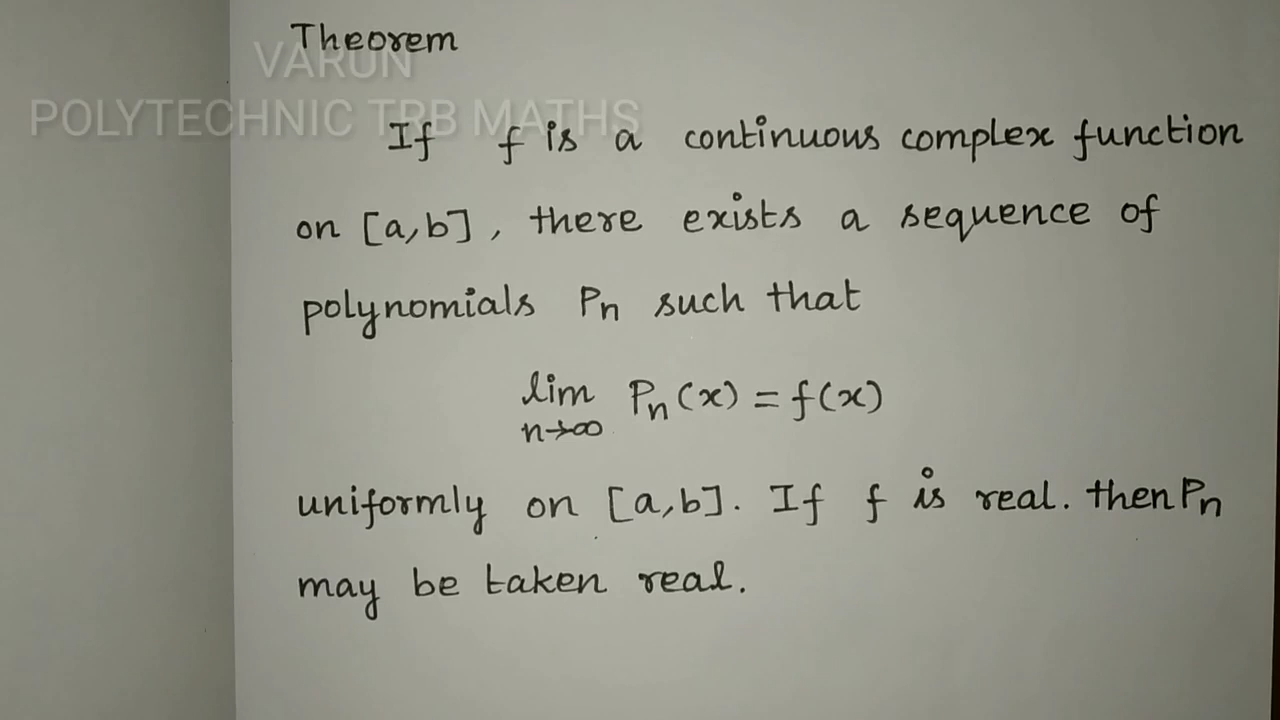 Theorem
VARUN
POLYTECHNIC TRB MATHS
If f is a continuous complex function
on [a,b], there exists a sequence of
polynomials Pn such that
lim Pn(x) = f(x)
n→∞
uniformly on [a,b]. If f is real. then Pn
may be taken real.